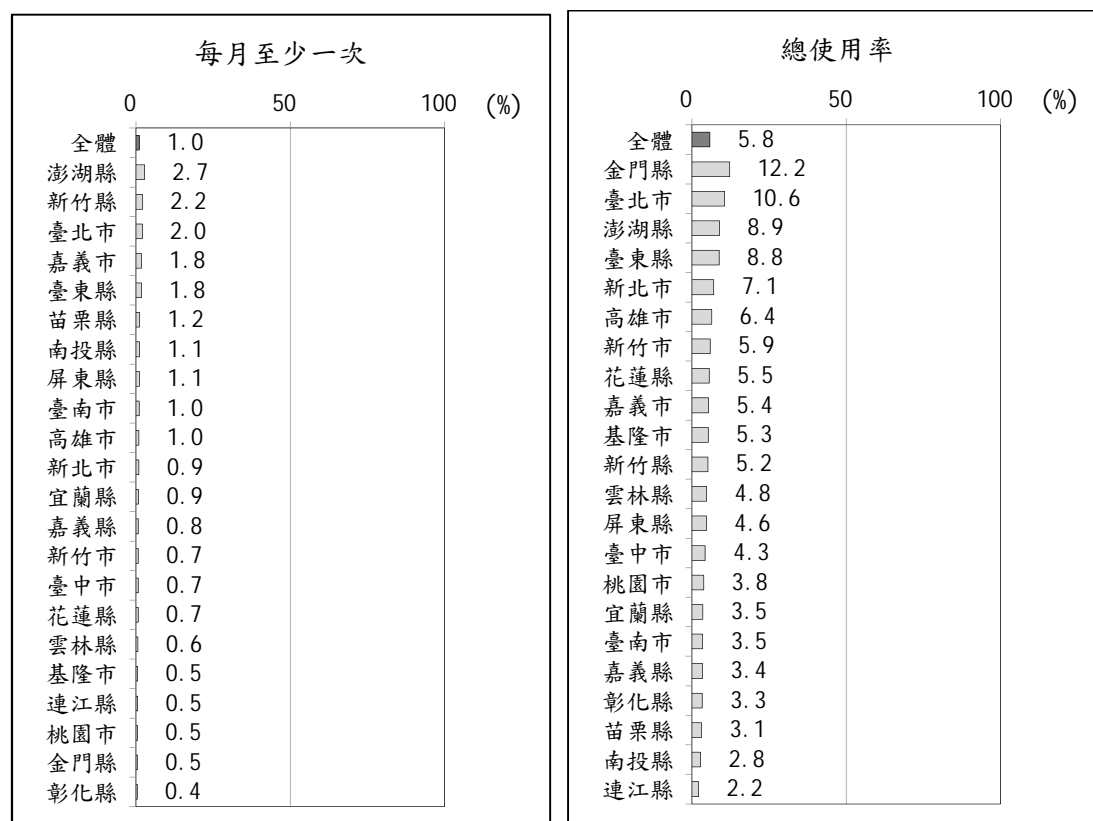 每月至少一次
0 50 100 (%)
全體 1.0
澎湖縣 2.7
新竹縣 2.2
臺北市 2.0
嘉義市 1.8
臺東縣 1.8
苗栗縣 1.2
南投縣 1.1
屏東縣 1.1
臺南市 1.0
高雄市 1.0
新北市 0.9
宜蘭縣 0.9
嘉義縣 0.8
新竹市 0.7
臺中市 0.7
花蓮縣 0.7
雲林縣 0.6
基隆市 0.5
連江縣 0.5
桃園市 0.5
金門縣 0.5
彰化縣 0.4
總使用率
0 50 100 (%)
全體 5.8
金門縣 12.2
臺北市 10.6
澎湖縣 8.9
臺東縣 8.8
新北市 7.1
高雄市 6.4
新竹市 5.9
花蓮縣 5.5
嘉義市 5.4
基隆市 5.3
新竹縣 5.2
雲林縣 4.8
屏東縣 4.6
臺中市 4.3
桃園市 3.8
宜蘭縣 3.5
臺南市 3.5
嘉義縣 3.4
彰化縣 3.3
苗栗縣 3.1
南投縣 2.8
連江縣 2.2